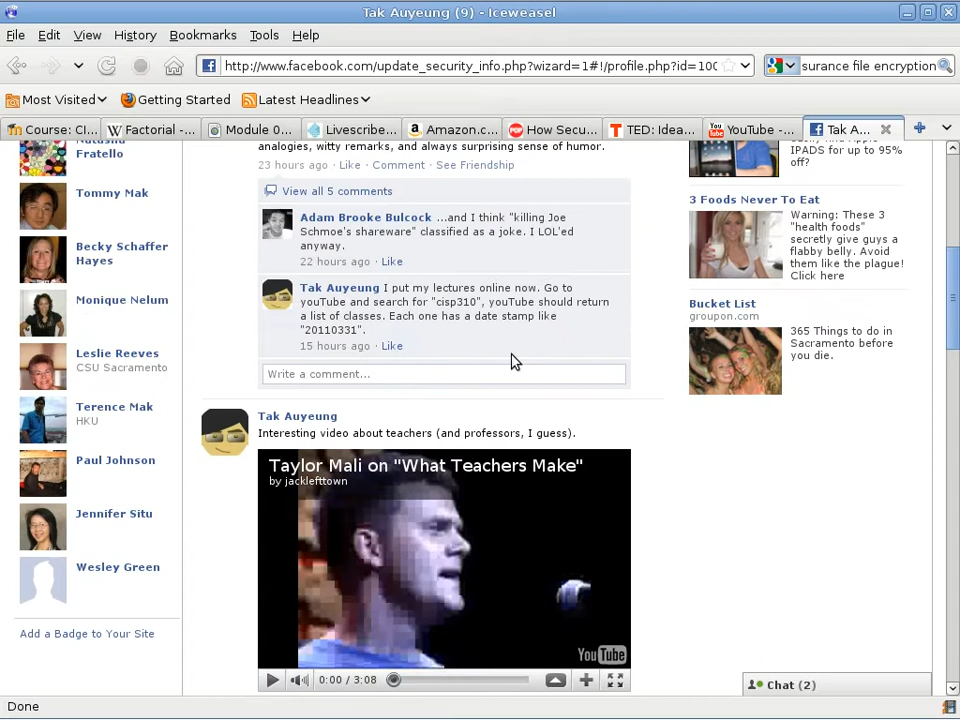 Tak Auyeung (9) - Iceweasel
File Edit View History Bookmarks Tools Help
http://www.facebook.com/update_security_info.php?wizard=1#!/profile.php?id=100
surance file encryption
Most Visited Getting Started Latest Headlines
Course: CI... Factorial -... Module 0... Livescribe... Amazon.c... How Secu... TED: Idea... YouTube -... Tak A...
Fratello
Tommy Mak
Becky Schaffer
Hayes
Monique Nelum
Leslie Reeves
CSU Sacramento
Terence Mak
HKU
Paul Johnson
Jennifer Situ
Wesley Green
Add a Badge to Your Site
analogies, witty remarks, and always surprising sense of humor.
23 hours ago · Like · Comment · See Friendship
View all 5 comments
Adam Brooke Bulcock ...and I think "killing Joe
Schmoe's shareware" classified as a joke. I LOL'ed
anyway.
22 hours ago · Like
Tak Auyeung I put my lectures online now. Go to
youTube and search for "cisp310", youTube should return
a list of classes. Each one has a date stamp like
"20110331".
15 hours ago · Like
Write a comment...
Tak Auyeung
Interesting video about teachers (and professors, I guess).
Taylor Mali on "What Teachers Make"
by jacklefttown
YouTube
0:00 / 3:08
IPADS for up to 95%
off?
3 Foods Never To Eat
Warning: These 3
"health foods"
secretly give guys a
flabby belly. Avoid
them like the plague!
Click here
Bucket List
groupon.com
365 Things to do in
Sacramento before
you die.
Chat (2)
Done